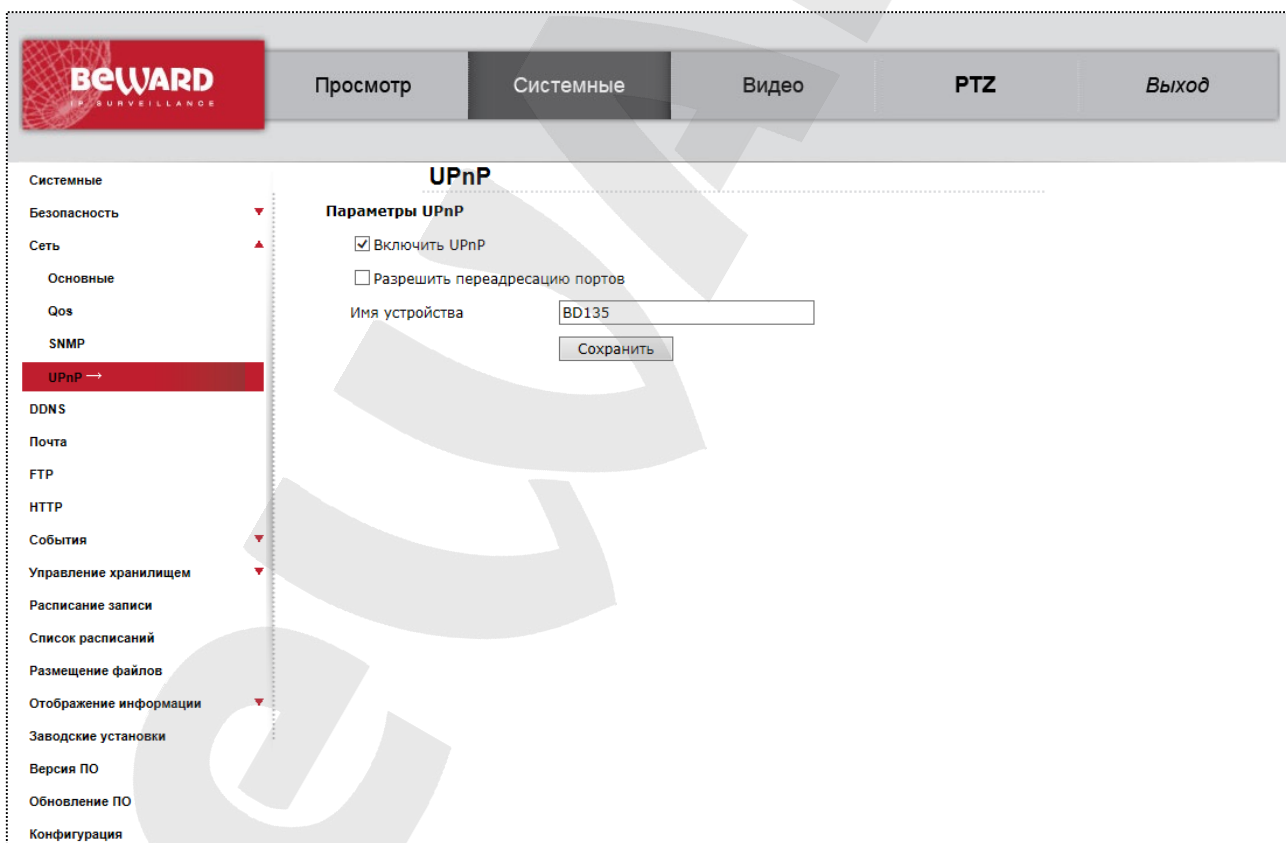 BEWARD
IP SURVEILLANCE
Просмотр
Системные
Видео
PTZ
Выход
Системные
Безопасность
Сеть
Основные
Qos
SNMP
UPnP →
DDNS
Почта
FTP
HTTP
События
Управление хранилищем
Расписание записи
Список расписаний
Размещение файлов
Отображение информации
Заводские установки
Версия ПО
Обновление ПО
Конфигурация
UPnP
Параметры UPnP
Включить UPnP
Разрешить переадресацию портов
Имя устройства BD135
Сохранить